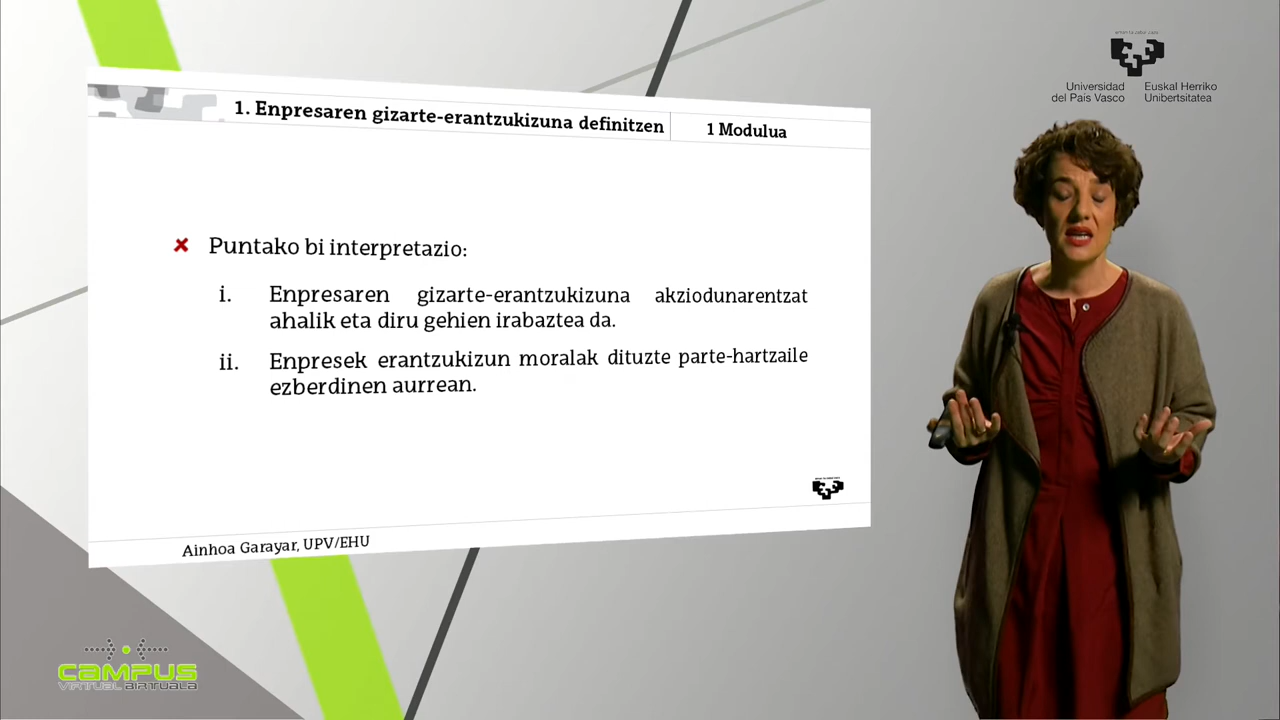 1. Enpresaren gizarte-erantzukizuna definitzen
1 Modulua
Puntako bi interpretazio:
i. Enpresaren gizarte-erantzukizuna akziodunarentzat
ahalik eta diru gehien irabaztea da.
ii. Enpresek erantzukizun moralak dituzte parte-hartzaile
ezberdinen aurrean.
Ainhoa Garayar, UPV/EHU
Universidad
del País Vasco
Euskal Herriko
Unibertsitatea
CAMPUS
VIRTUAL BIRTUALA